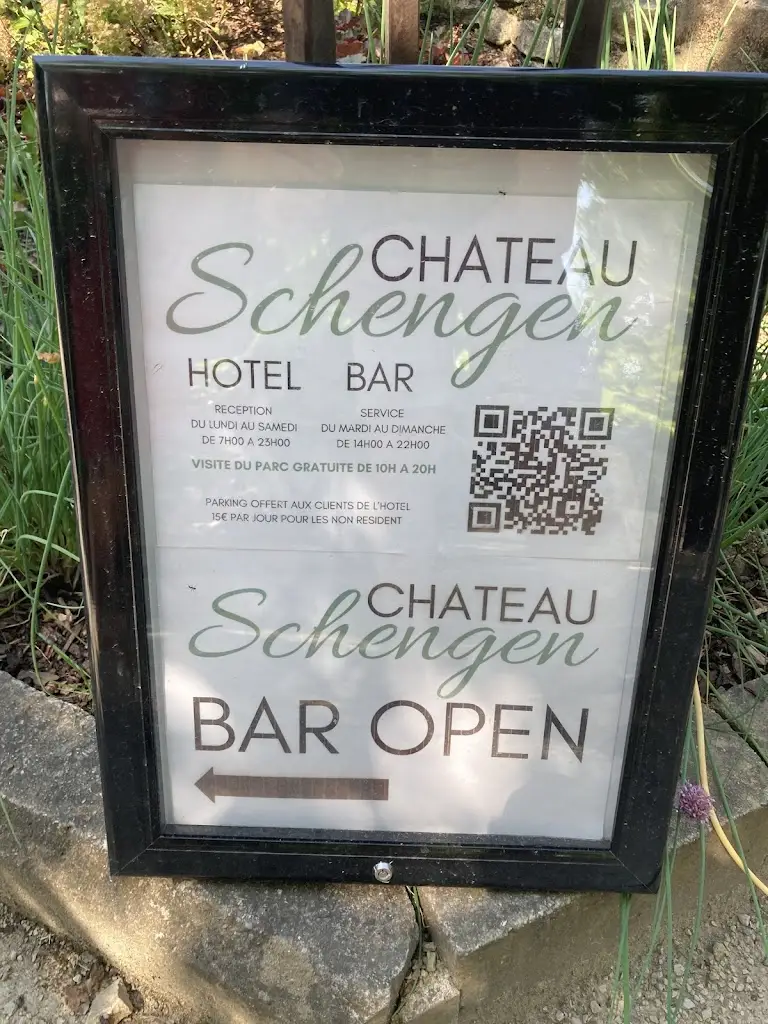 CHATEAU
Schengen
HOTEL BAR
RECEPTION
DU LUNDI AU SAMEDI
DE 7H00 A 23H00
SERVICE
DU MARDI AU DIMANCHE
DE 14H00 A 22H00
VISITE DU PARC GRATUITE DE 10H A 20H
PARKING OFFERT AUX CLIENTS DE L'HOTEL
15€ PAR JOUR POUR LES NON RESIDENT
CHATEAU
Schengen
BAR OPEN